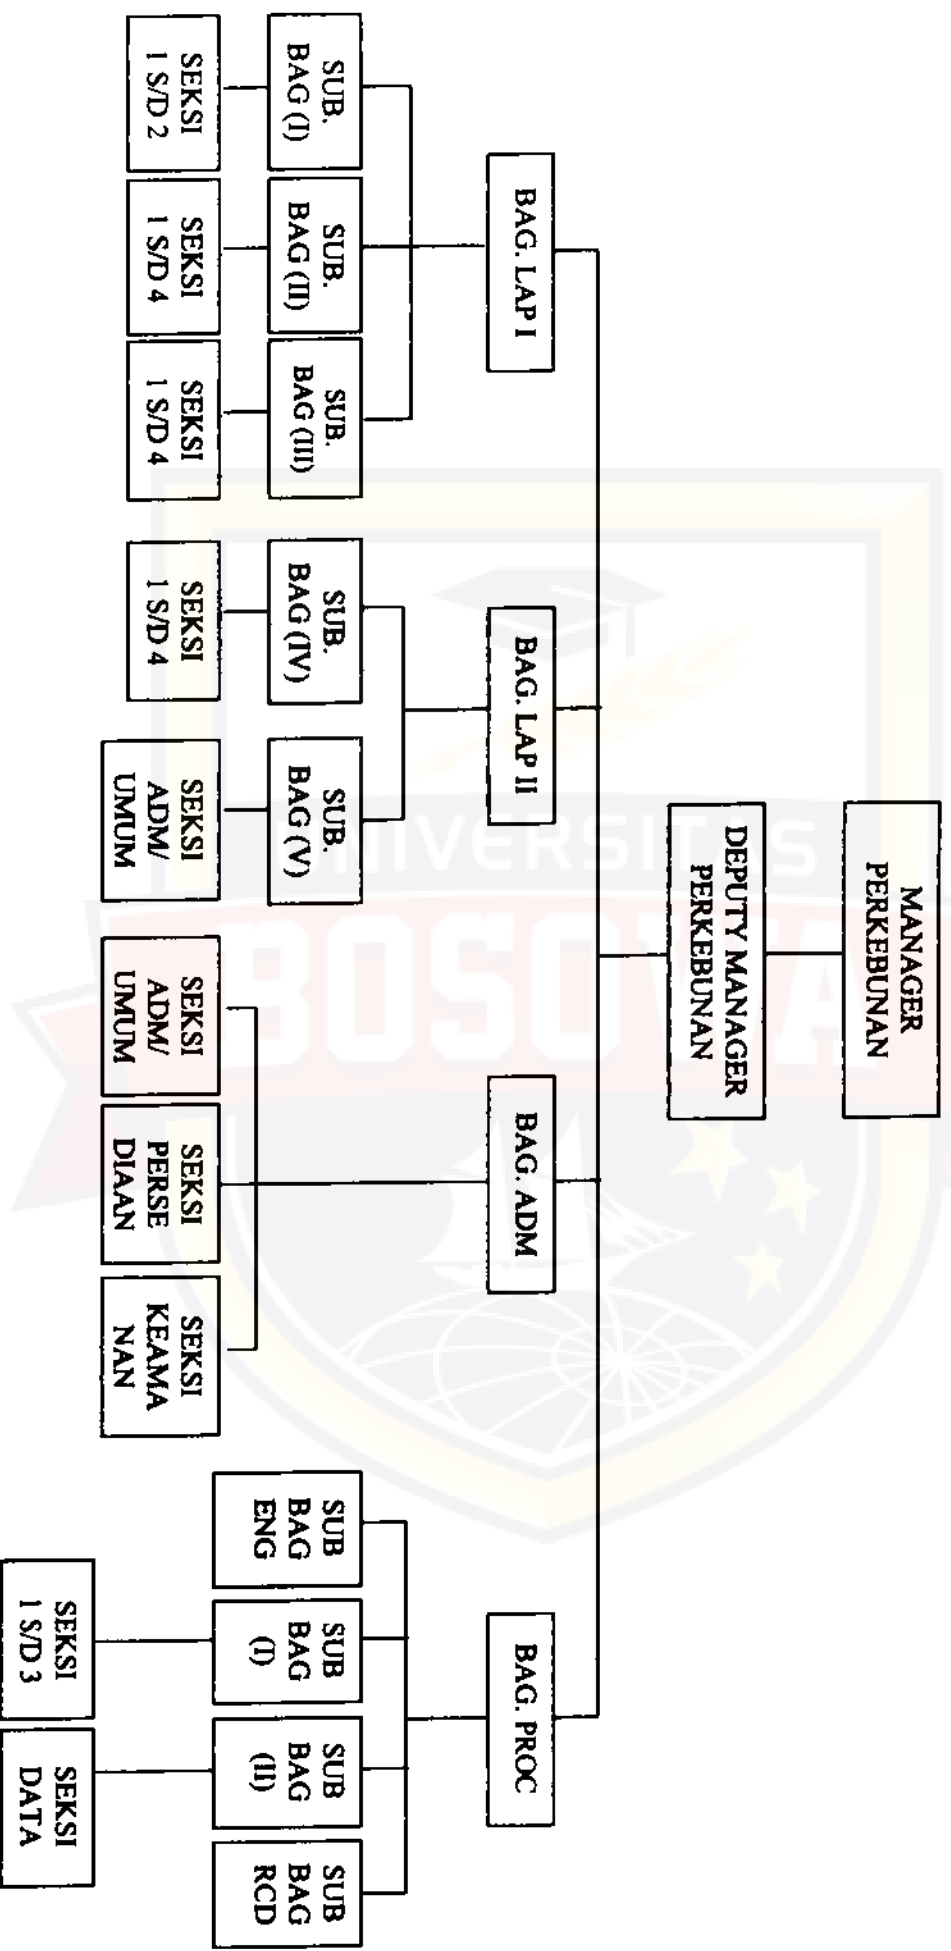 MANAGER
PERKEBUNAN
DEPUTY MANAGER
PERKEBUNAN
BAG. LAP I
BAG. LAP II
BAG. ADM
BAG. PROC
SUB.
BAG (I)
SUB.
BAG (II)
SUB.
BAG (III)
SUB.
BAG (IV)
SUB.
BAG (V)
SUB
BAG
ENG
SUB
BAG
(I)
SUB
BAG
(II)
SUB
BAG
RCD
SEKSI
1 S/D 2
SEKSI
1 S/D 4
SEKSI
1 S/D 4
SEKSI
1 S/D 4
SEKSI
ADM/
UMUM
SEKSI
ADM/
UMUM
SEKSI
PERSE
DIAAN
SEKSI
KEAMA
NAN
SEKSI
1 S/D 3
SEKSI
DATA
UNIVERSITAS
BOSOWA